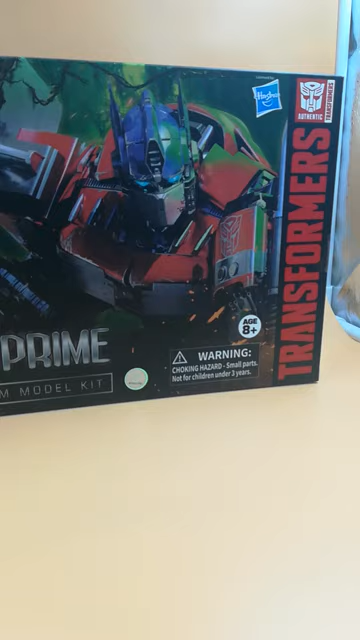 Hasbro
AUTHENTIC
TRANSFORMERS
TRANSFORMERS
PRIME
M MODEL KIT
AGE
8+
WARNING:
CHOKING HAZARD - Small parts.
Not for children under 3 years.